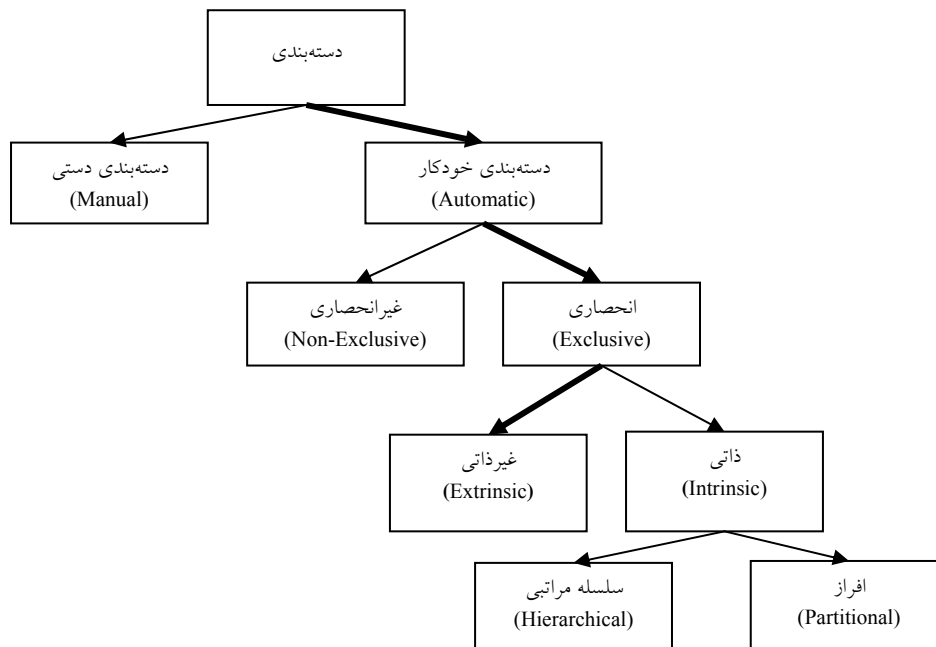 دسته‌بندی
دسته‌بندی دستی
(Manual)
دسته‌بندی خودکار
(Automatic)
غیرانحصاری
(Non-Exclusive)
انحصاری
(Exclusive)
غیرذاتی
(Extrinsic)
ذاتی
(Intrinsic)
سلسله مراتبی
(Hierarchical)
افراز
(Partitional)